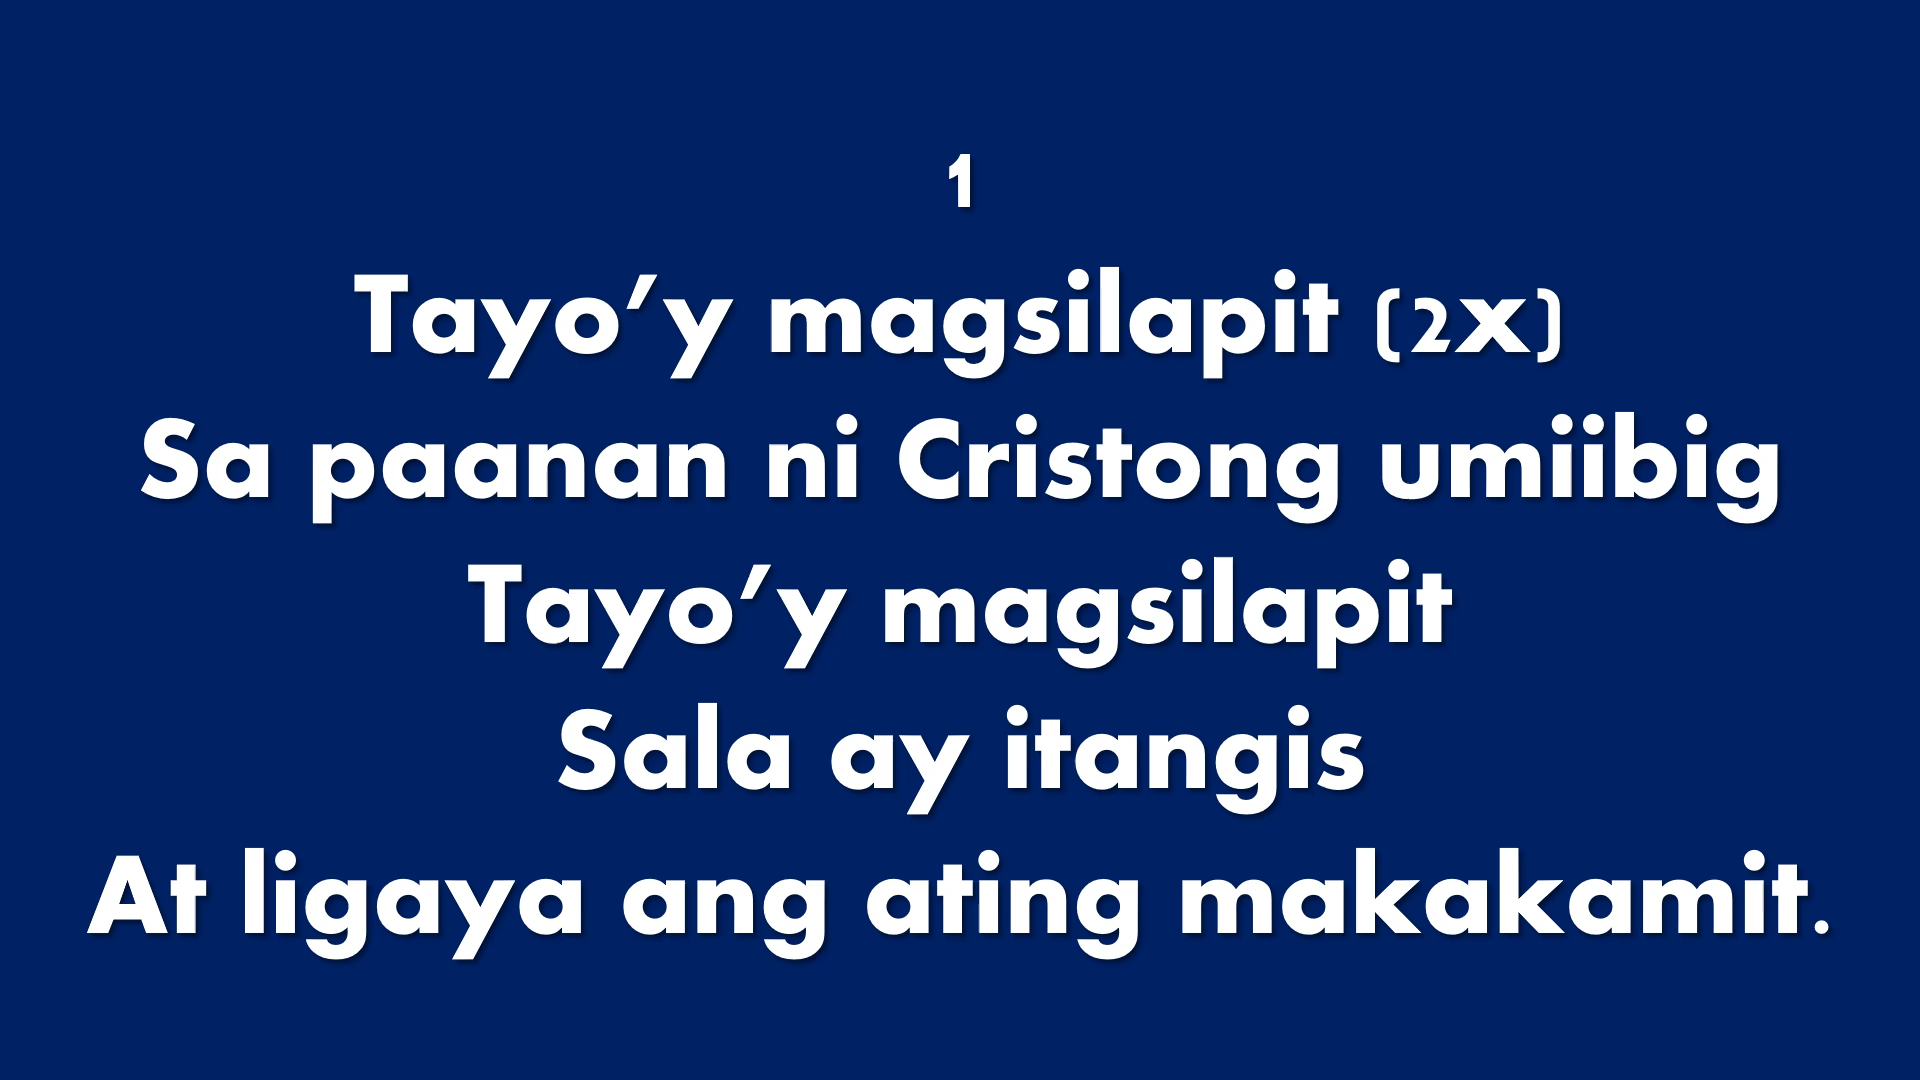 1
Tayo’y magsilapit (2x)
Sa paanan ni Cristong umiibig
Tayo’y magsilapit
Sala ay itangis
At ligaya ang ating makakamit.